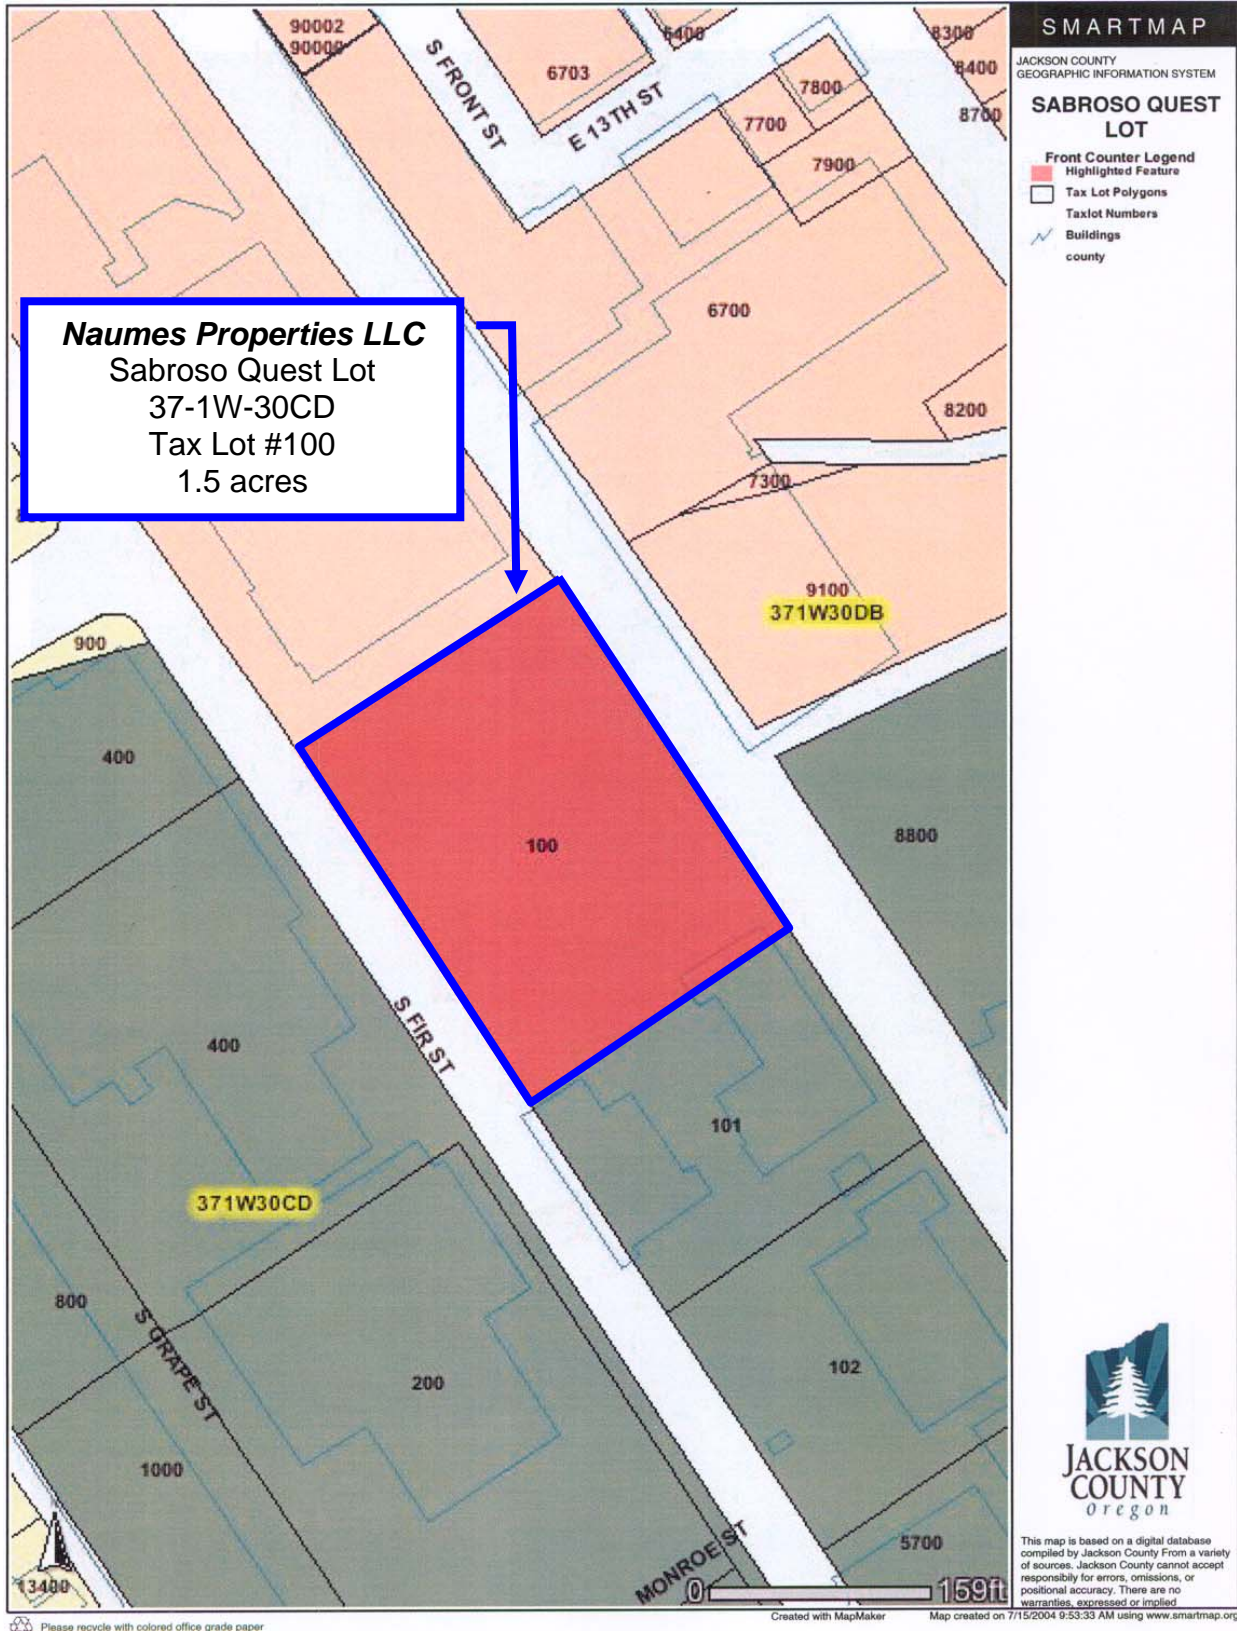 90002
90000
6703
6400
8300
8400
8700
S FRONT ST
E 13TH ST
7800
7700
7900
6700
8200
7300
9100
371W30DB
Naumes Properties LLC
Sabroso Quest Lot
37-1W-30CD
Tax Lot #100
1.5 acres
900
400
100
8800
S FIR ST
400
101
371W30CD
800
S GRAPE ST
200
102
1000
5700
MONROE ST
13400
0 159ft
SMARTMAP
JACKSON COUNTY
GEOGRAPHIC INFORMATION SYSTEM
SABROSO QUEST
LOT
Front Counter Legend
Highlighted Feature
Tax Lot Polygons
Taxlot Numbers
Buildings
county
JACKSON
COUNTY
Oregon
This map is based on a digital database
compiled by Jackson County From a variety
of sources. Jackson County cannot accept
responsibily for errors, omissions, or
positional accuracy. There are no
warranties, expressed or implied
Please recycle with colored office grade paper
Created with MapMaker
Map created on 7/15/2004 9:53:33 AM using www.smartmap.org